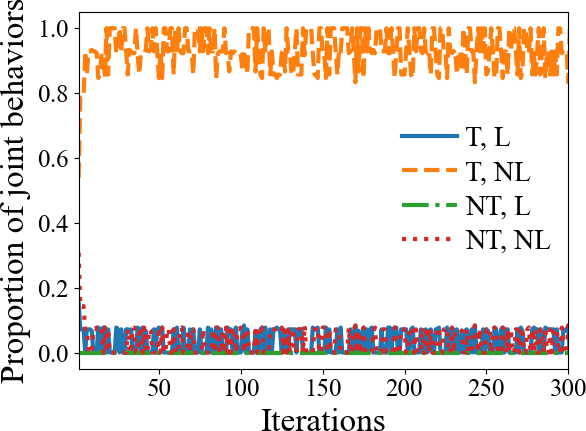 Proportion of joint behaviors
1.0
0.8
0.6
0.4
0.2
0.0
T, L
T, NL
NT, L
NT, NL
50
100
150
200
250
300
Iterations